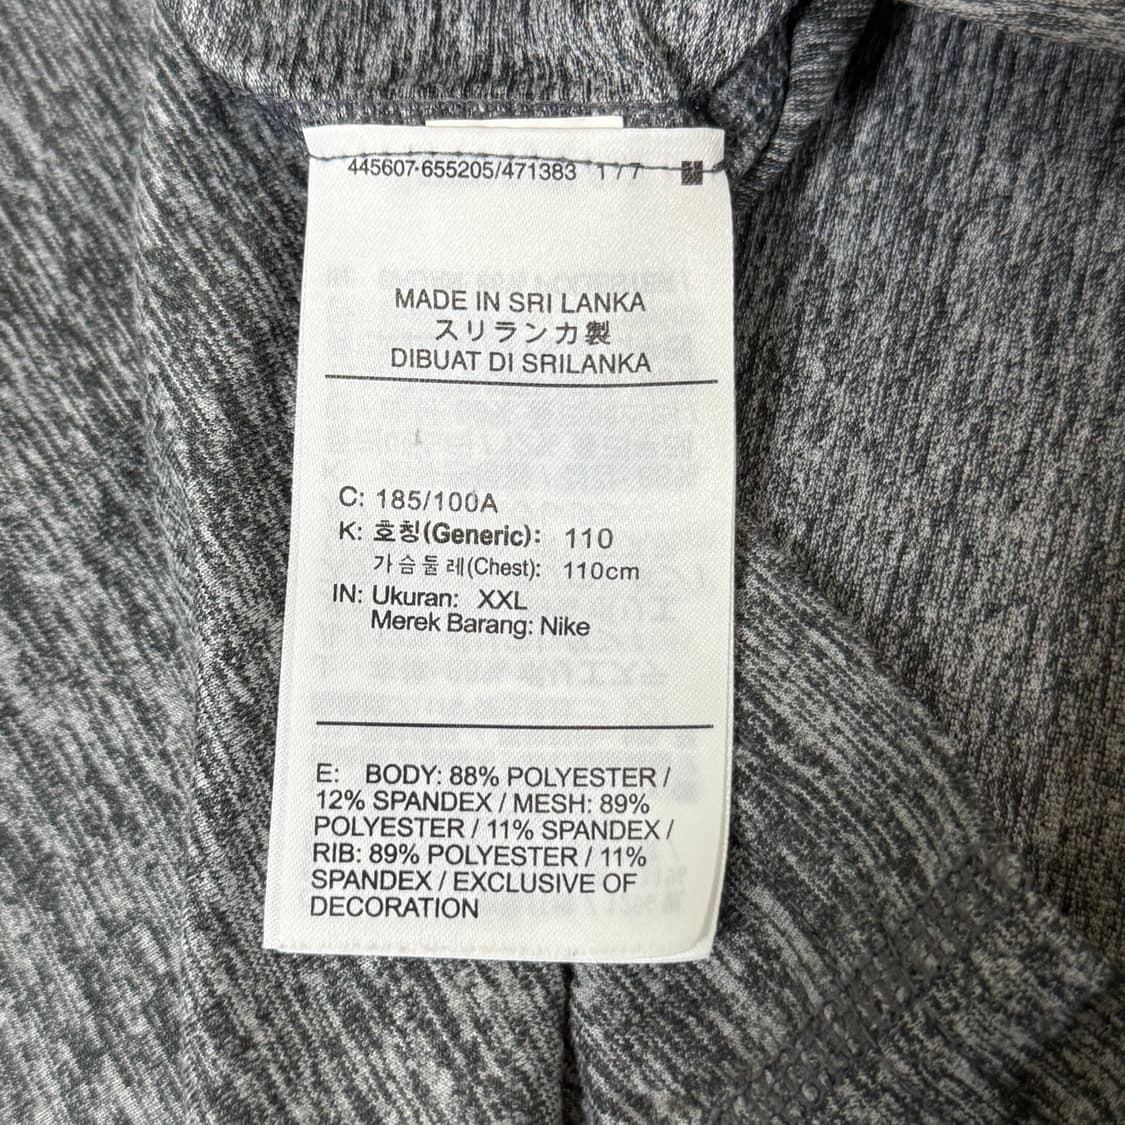 445607-655205/471383 1/7
MADE IN SRI LANKA
スリランカ製
DIBUAT DI SRILANKA
C: 185/100A
K: 호칭(Generic): 110
가슴둘레(Chest): 110cm
IN: Ukuran: XXL
Merek Barang: Nike
E: BODY: 88% POLYESTER /
12% SPANDEX / MESH: 89%
POLYESTER / 11% SPANDEX /
RIB: 89% POLYESTER / 11%
SPANDEX / EXCLUSIVE OF
DECORATION